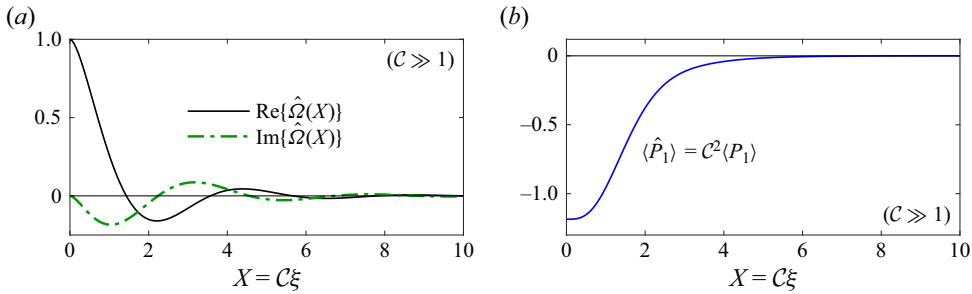 (a)
1.0
0.5
0
(𝒞 ≫ 1)
Re{Ω̂(X)}
Im{Ω̂(X)}
0 2 4 6 8 10
X = 𝒞ξ
(b)
0
−0.5
−1.0
⟨P̂₁⟩ = 𝒞²⟨P₁⟩
(𝒞 ≫ 1)
0 2 4 6 8 10
X = 𝒞ξ